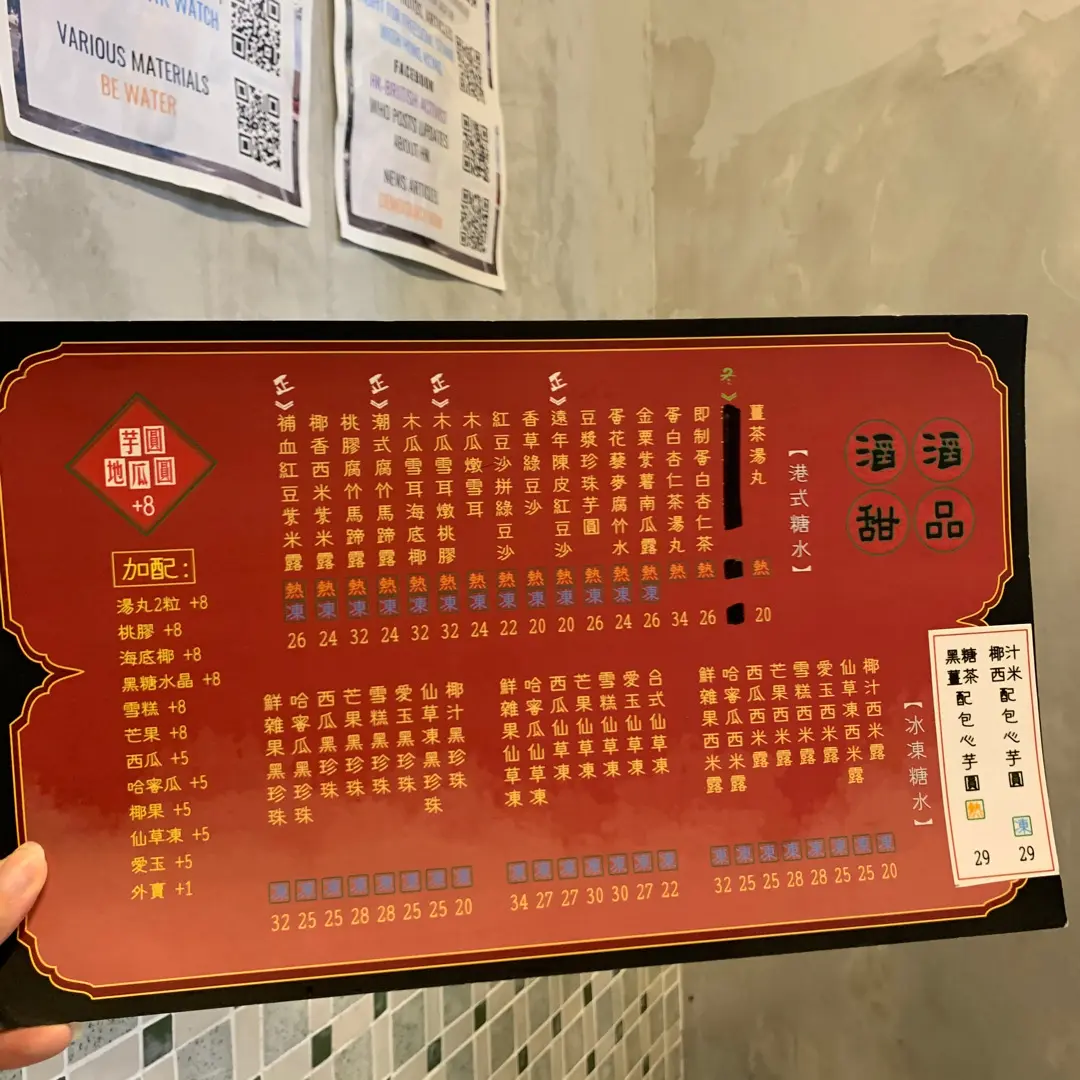 WATCH
VARIOUS MATERIALS
BE WATER
FACEBOOK
HK-BRITISH ACTIVIST
WHO POSTS UPDATES
ABOUT HK
NEWS ARTICLES
滔滔
甜品
【港式糖水】
薑茶湯丸 熱 20
冬
即制蛋白杏仁茶 熱 26
蛋白杏仁茶湯丸 熱 34
金粟紫薯南瓜露 熱 凍 26
蛋花藜麥腐竹水 熱 凍 24
豆漿珍珠芋圓 熱 凍 26
正 遠年陳皮紅豆沙 熱 凍 20
香草綠豆沙 熱 凍 20
紅豆沙拼綠豆沙 熱 凍 22
木瓜燉雪耳 熱 凍 24
正 木瓜雪耳燉桃膠 熱 凍 32
木瓜雪耳海底椰 熱 凍 32
正 潮式腐竹馬蹄露 熱 凍 24
桃膠腐竹馬蹄露 熱 凍 32
椰香西米紫米露 熱 凍 24
正 補血紅豆紫米露 熱 凍 26
【冰凍糖水】
椰汁西米露 凍 20
仙草凍西米露 凍 25
愛玉西米露 凍 25
雪糕西米露 凍 28
芒果西米露 凍 28
西瓜西米露 凍 25
哈密瓜西米露 凍 25
鮮雜果西米露 凍 32
台式仙草凍 凍 22
愛玉仙草凍 凍 27
雪糕仙草凍 凍 30
芒果仙草凍 凍 30
西瓜仙草凍 凍 27
哈密瓜仙草凍 凍 27
鮮雜果仙草凍 凍 34
椰汁黑珍珠 凍 20
仙草凍黑珍珠 凍 25
愛玉黑珍珠 凍 25
雪糕黑珍珠 凍 28
芒果黑珍珠 凍 28
西瓜黑珍珠 凍 25
哈密瓜黑珍珠 凍 25
鮮雜果黑珍珠 凍 32
芋圓
地瓜圓
+8
加配：
湯丸2粒 +8
桃膠 +8
海底椰 +8
黑糖水晶 +8
雪糕 +8
芒果 +8
西瓜 +5
哈密瓜 +5
椰果 +5
仙草凍 +5
愛玉 +5
外賣 +1
椰汁西米配包心芋圓 凍 29
黑糖薑茶配包心芋圓 熱 29